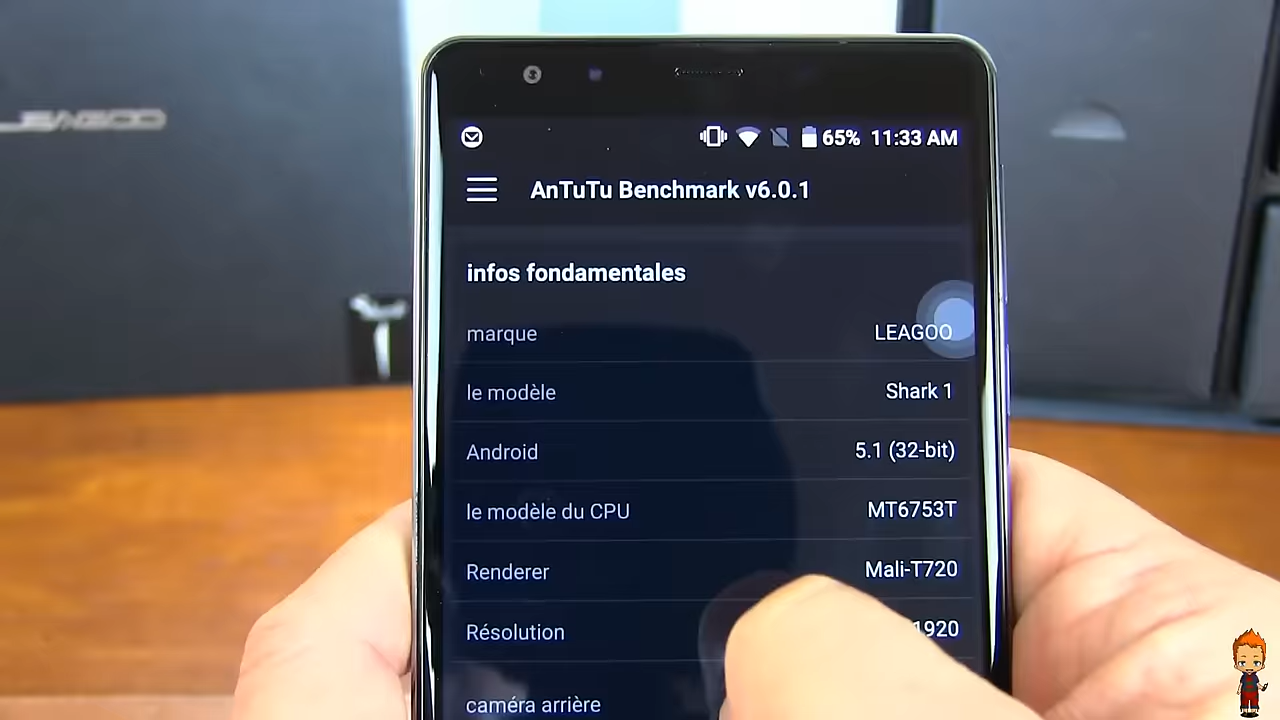 LEAGOO
65% 11:33 AM
AnTuTu Benchmark v6.0.1
infos fondamentales
marque LEAGOO
le modèle Shark 1
Android 5.1 (32-bit)
le modèle du CPU MT6753T
Renderer Mali-T720
Résolution 1920
caméra arrière